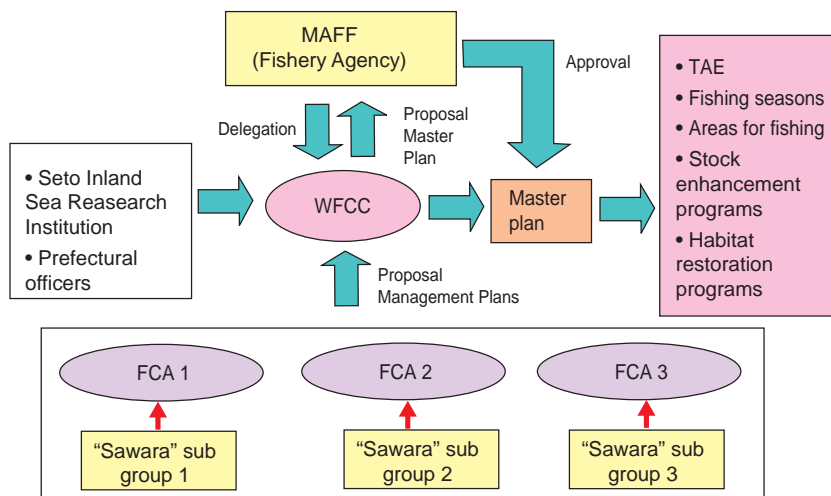 MAFF
(Fishery Agency)
Approval
Delegation
Proposal
Master
Plan
• TAE
• Fishing seasons
• Areas for fishing
• Stock
enhancement
programs
• Habitat
restoration
programs
• Seto Inland
Sea Reasearch
Institution
• Prefectural
officers
WFCC
Master
plan
Proposal
Management Plans
FCA 1
FCA 2
FCA 3
“Sawara” sub
group 1
“Sawara” sub
group 2
“Sawara” sub
group 3